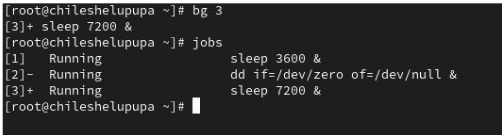 [root@chileshelupupa ~]# bg 3
[3]+ sleep 7200 &
[root@chileshelupupa ~]# jobs
[1]   Running                 sleep 3600 &
[2]-  Running                 dd if=/dev/zero of=/dev/null &
[3]+  Running                 sleep 7200 &
[root@chileshelupupa ~]#